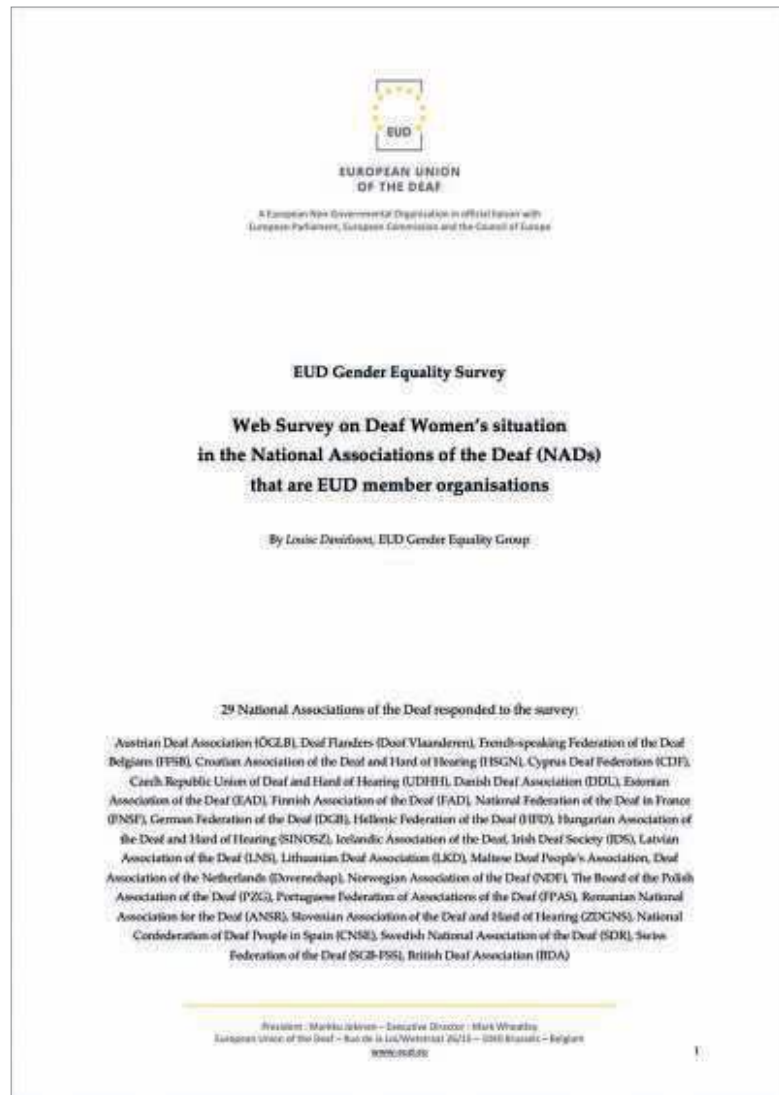 EUD
EUROPEAN UNION
OF THE DEAF
A European Non Governmental Organisation in official liaison with
European Parliament, European Commission and the Council of Europe
EUD Gender Equality Survey
Web Survey on Deaf Women's situation
in the National Associations of the Deaf (NADs)
that are EUD member organisations
By Louise Danielsson, EUD Gender Equality Group
29 National Associations of the Deaf responded to the survey:
Austrian Deaf Association (ÖGLB), Deaf Flanders (Doof Vlaanderen), French-speaking Federation of the Deaf
Belgians (FFSB), Croatian Association of the Deaf and Hard of Hearing (HSGN), Cyprus Deaf Federation (CDF),
Czech Republic Union of Deaf and Hard of Hearing (UDHH), Danish Deaf Association (DDL), Estonian
Association of the Deaf (EAD), Finnish Association of the Deaf (FAD), National Federation of the Deaf in France
(FNSF), German Federation of the Deaf (DGB), Hellenic Federation of the Deaf (HFD), Hungarian Association of
the Deaf and Hard of Hearing (SINOSZ), Icelandic Association of the Deaf, Irish Deaf Society (IDS), Latvian
Association of the Deaf (LNS), Lithuanian Deaf Association (LKD), Maltese Deaf People's Association, Deaf
Association of the Netherlands (Dovenschap), Norwegian Association of the Deaf (NDF), The Board of the Polish
Association of the Deaf (PZG), Portuguese Federation of Associations of the Deaf (FPAS), Romanian National
Association for the Deaf (ANSR), Slovenian Association of the Deaf and Hard of Hearing (ZDGNS), National
Confederation of Deaf People in Spain (CNSE), Swedish National Association of the Deaf (SDR), Swiss
Federation of the Deaf (SGB-FSS), British Deaf Association (BDA)
President : Markku Jokinen – Executive Director : Mark Wheatley
European Union of the Deaf – Rue de la Loi/Wetstraat 26/15 – 1040 Brussels – Belgium
www.eud.eu
1